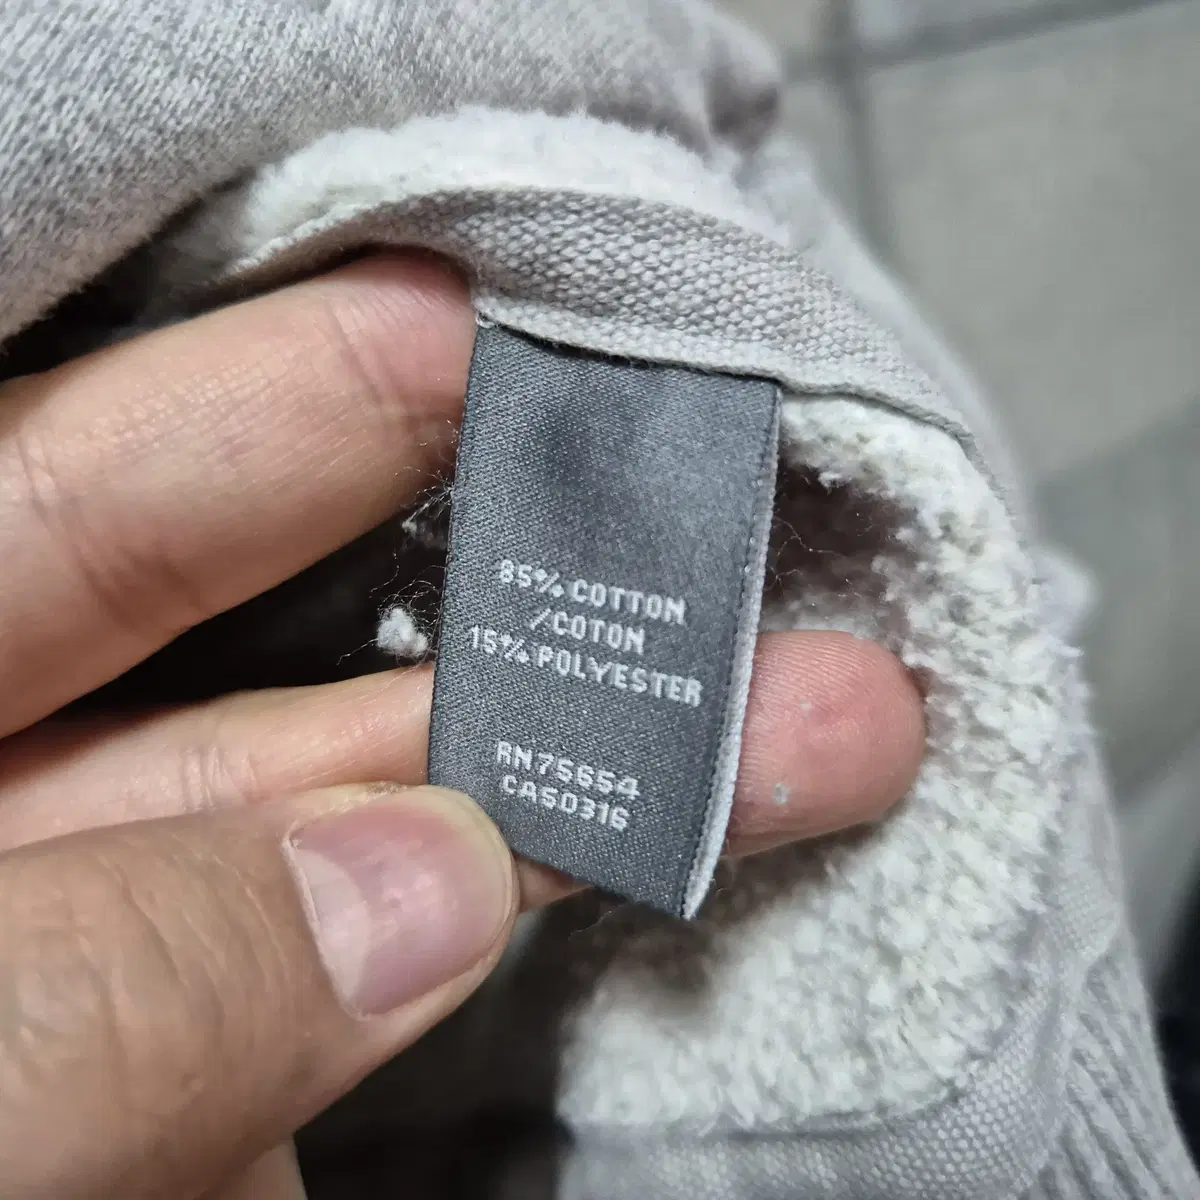 85% COTTON
/COTON
15% POLYESTER
RN75654
CA50316